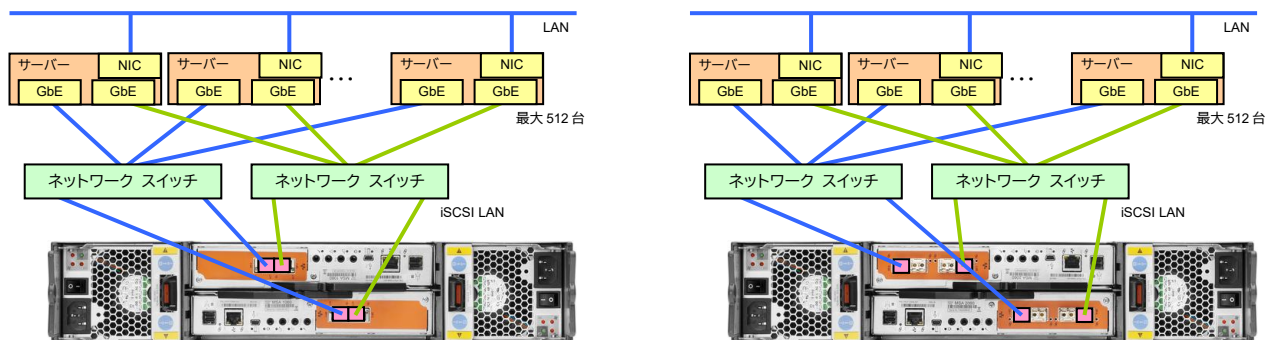 LAN
サーバー NIC サーバー NIC ... サーバー NIC
GbE GbE GbE GbE GbE GbE
最大 512 台
ネットワーク スイッチ ネットワーク スイッチ
iSCSI LAN
LAN
サーバー NIC サーバー NIC ... サーバー NIC
GbE GbE GbE GbE GbE GbE
最大 512 台
ネットワーク スイッチ ネットワーク スイッチ
iSCSI LAN